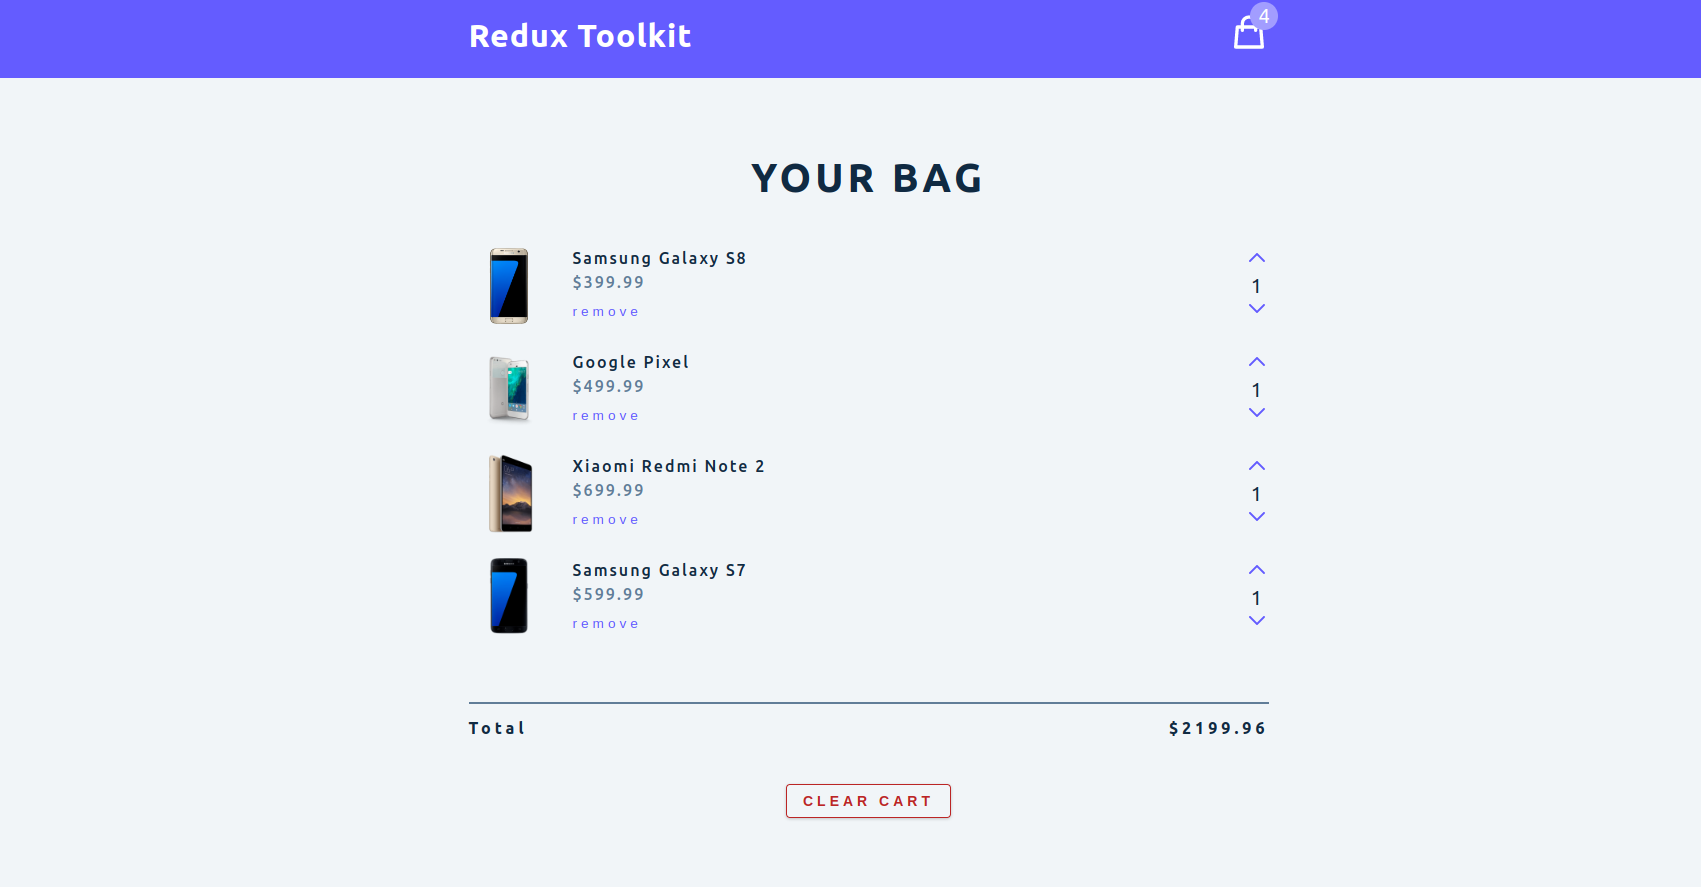 Redux Toolkit
4
YOUR BAG
Samsung Galaxy S8
$399.99
remove
1
Google Pixel
$499.99
remove
1
Xiaomi Redmi Note 2
$699.99
remove
1
Samsung Galaxy S7
$599.99
remove
1
Total
$2199.96
CLEAR CART